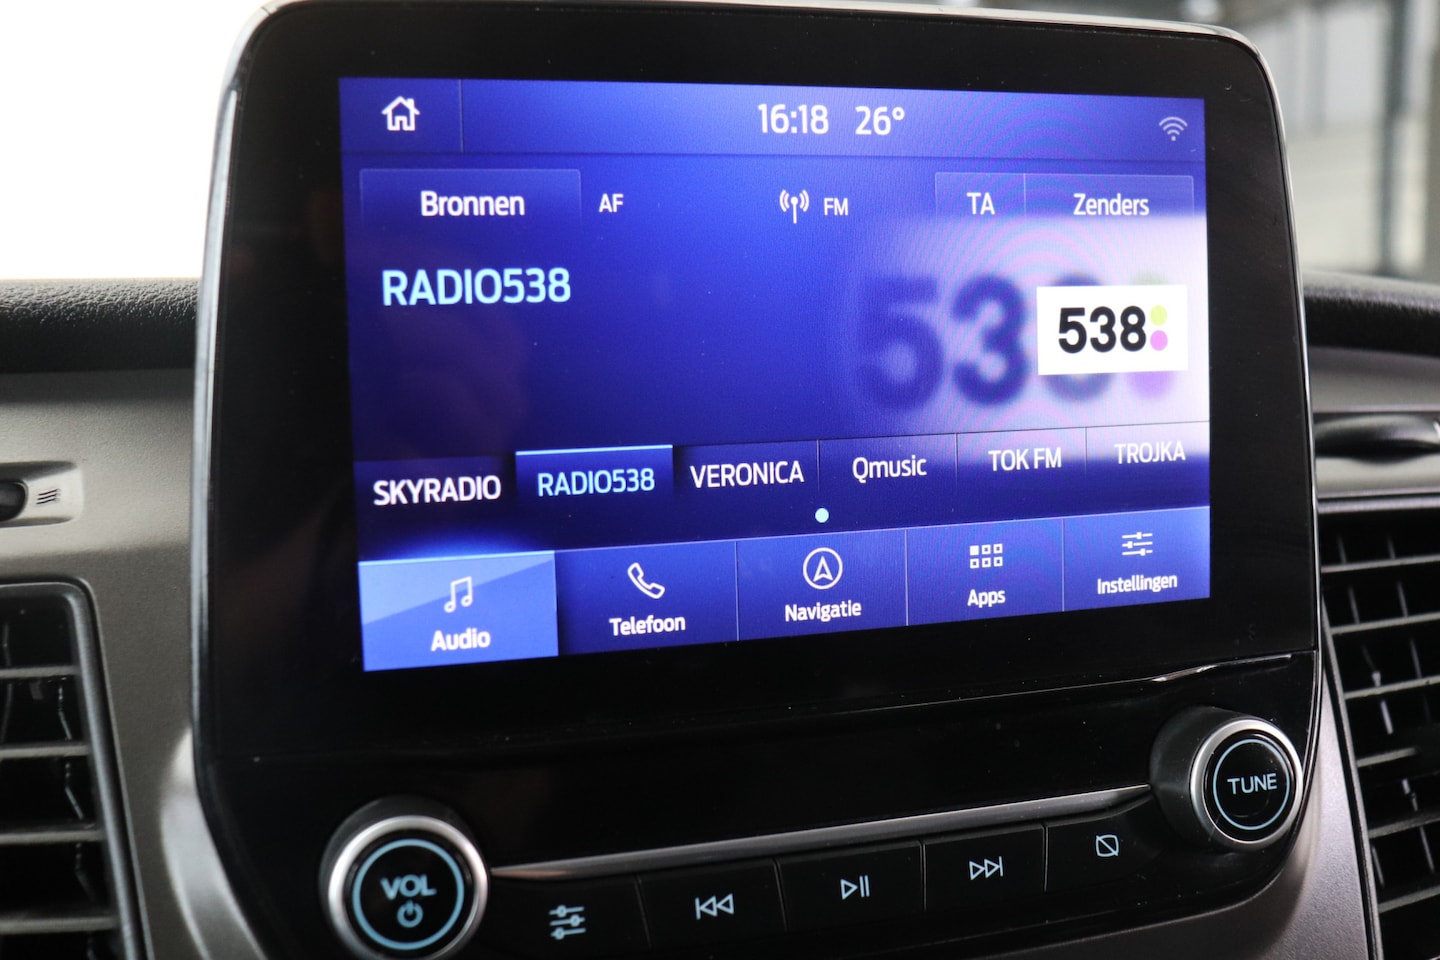 16:18 26°
Bronnen AF FM TA Zenders
RADIO538
538
538
SKYRADIO RADIO538 VERONICA Qmusic TOK FM TROJKA
Audio Telefoon Navigatie Apps Instellingen
TUNE
VOL